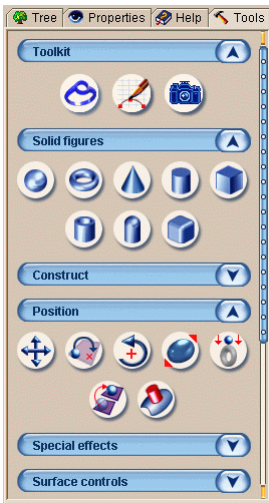 Tree Properties Help Tools
Toolkit
Solid figures
Construct
Position
Special effects
Surface controls